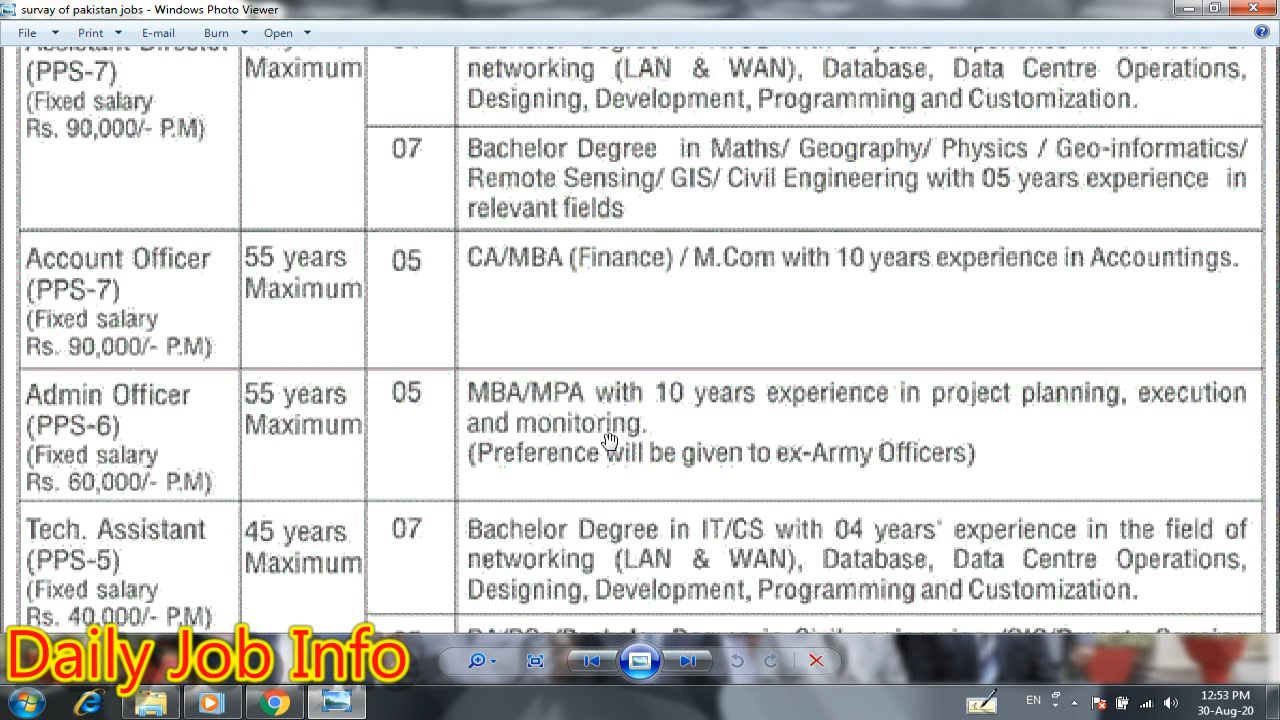 survay of pakistan jobs - Windows Photo Viewer
File Print E-mail Burn Open
(PPS-7)
(Fixed salary
Rs. 90,000/- P.M)
Maximum
networking (LAN & WAN), Database, Data Centre Operations,
Designing, Development, Programming and Customization.
07
Bachelor Degree in Maths/ Geography/ Physics / Geo-informatics/
Remote Sensing/ GIS/ Civil Engineering with 05 years experience in
relevant fields
Account Officer
(PPS-7)
(Fixed salary
Rs. 90,000/- P.M)
55 years
Maximum
05
CA/MBA (Finance) / M.Com with 10 years experience in Accountings.
Admin Officer
(PPS-6)
(Fixed salary
Rs. 60,000/- P.M)
55 years
Maximum
05
MBA/MPA with 10 years experience in project planning, execution
and monitoring.
(Preference will be given to ex-Army Officers)
Tech. Assistant
(PPS-5)
(Fixed salary
Rs. 40,000/- P.M)
45 years
Maximum
07
Bachelor Degree in IT/CS with 04 years' experience in the field of
networking (LAN & WAN), Database, Data Centre Operations,
Designing, Development, Programming and Customization.
Daily Job Info
EN
12:53 PM
30-Aug-20